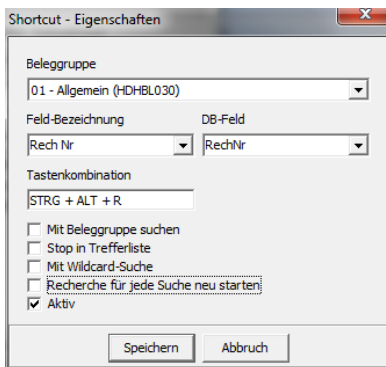 Shortcut - Eigenschaften
Beleggruppe
01 - Allgemein (HDHBL030)
Feld-Bezeichnung DB-Feld
Rech Nr RechNr
Tastenkombination
STRG + ALT + R
Mit Beleggruppe suchen
Stop in Trefferliste
Mit Wildcard-Suche
Recherche für jede Suche neu starten
Aktiv
Speichern Abbruch